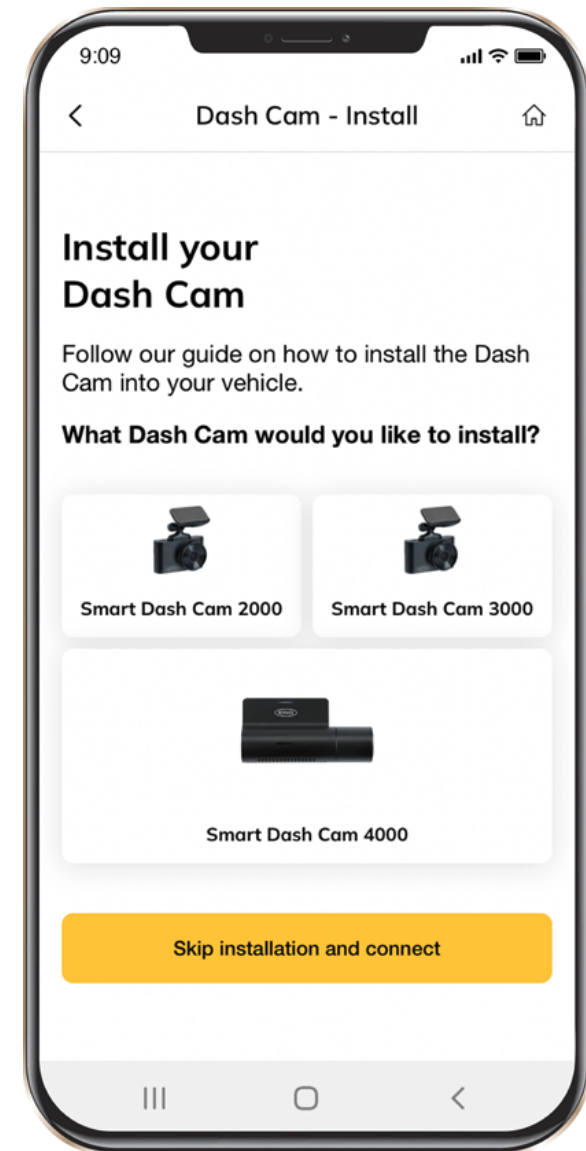 9:09
Dash Cam - Install
Install your
Dash Cam
Follow our guide on how to install the Dash
Cam into your vehicle.
What Dash Cam would you like to install?
Smart Dash Cam 2000
Smart Dash Cam 3000
Smart Dash Cam 4000
Skip installation and connect